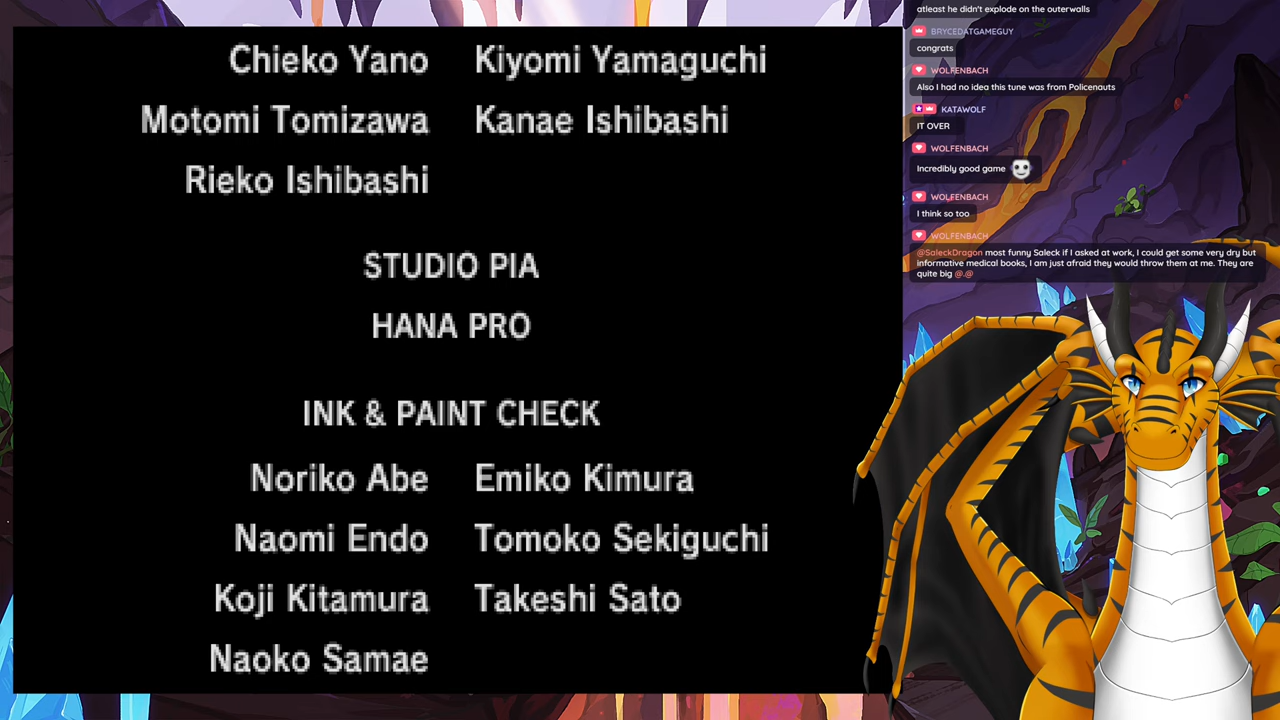 Chieko Yano Kiyomi Yamaguchi
Motomi Tomizawa Kanae Ishibashi
Rieko Ishibashi
STUDIO PIA
HANA PRO
INK & PAINT CHECK
Noriko Abe Emiko Kimura
Naomi Endo Tomoko Sekiguchi
Koji Kitamura Takeshi Sato
Naoko Samae
atleast he didn't explode on the outerwalls
BRYCEDATGAMEGUY
congrats
WOLFENBACH
Also I had no idea this tune was from Policenauts
KATAWOLF
IT OVER
WOLFENBACH
Incredibly good game
WOLFENBACH
I think so too
WOLFENBACH
@SaleckDragon most funny Saleck if I asked at work, I could get some very dry but
informative medical books, I am just afraid they would throw them at me. They are
quite big @.@